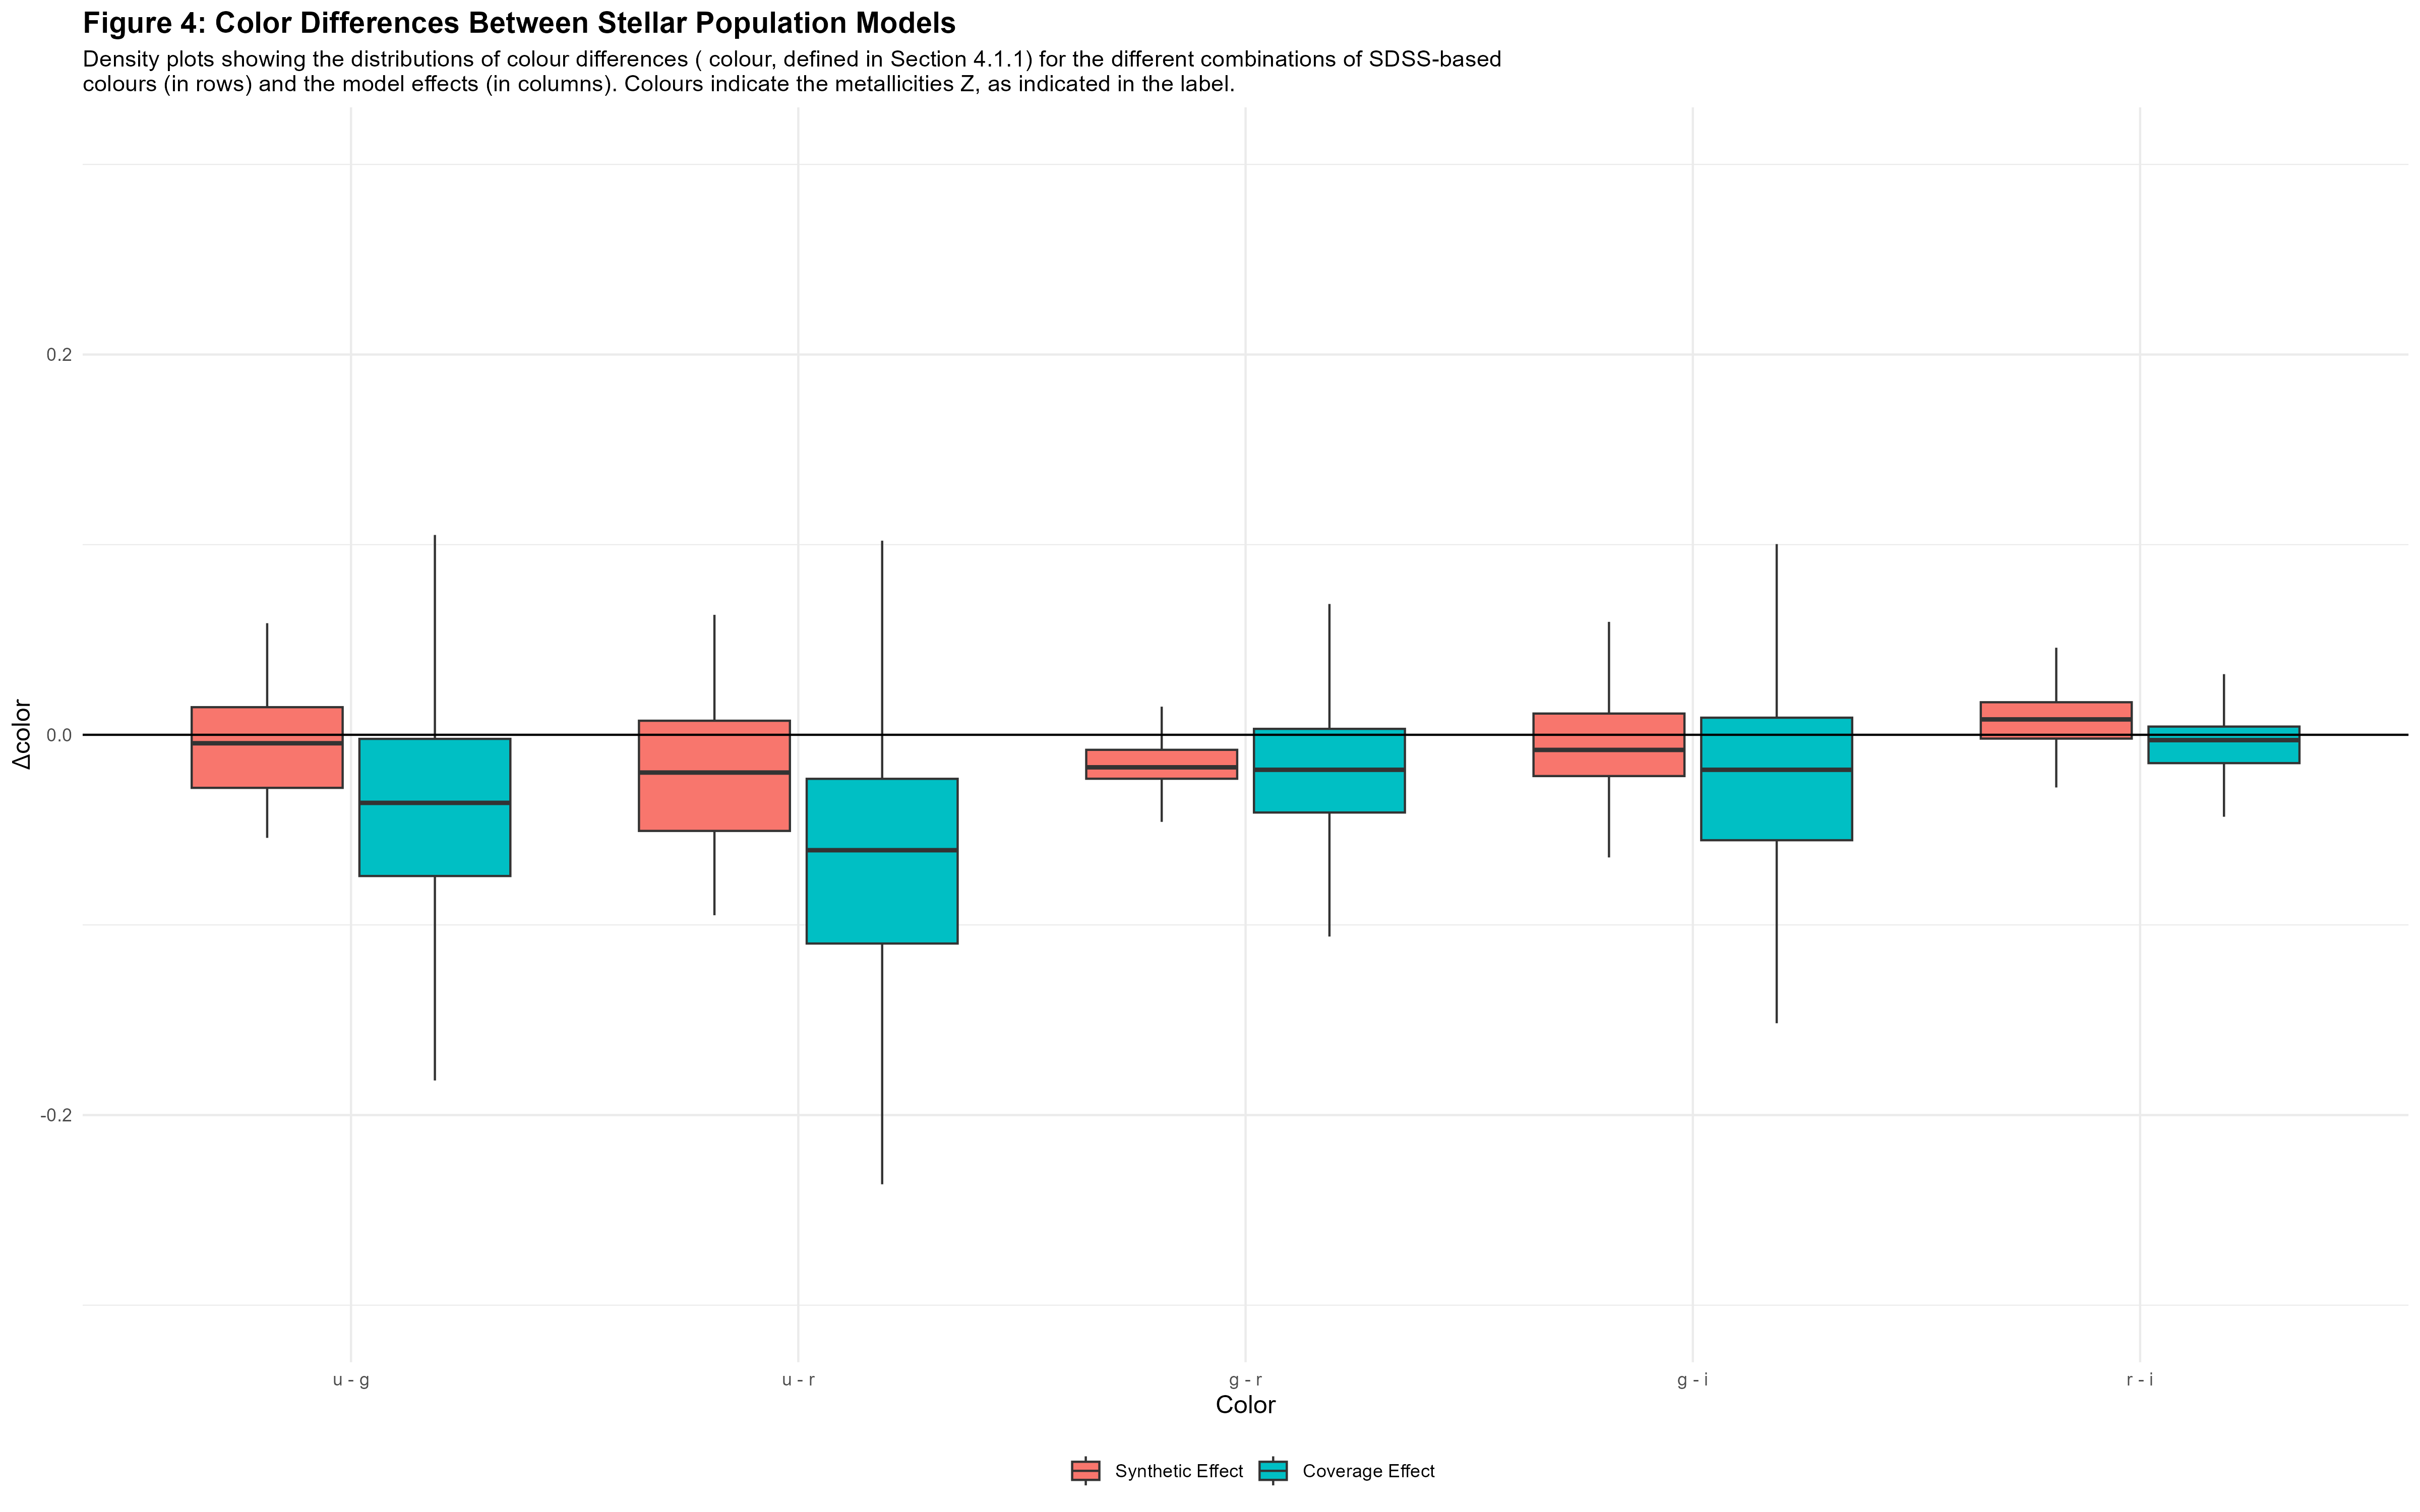 Figure 4: Color Differences Between Stellar Population Models
Density plots showing the distributions of colour differences ( colour, defined in Section 4.1.1) for the different combinations of SDSS-based
colours (in rows) and the model effects (in columns). Colours indicate the metallicities Z, as indicated in the label.
Δcolor
0.2
0.0
-0.2
u - g
u - r
g - r
g - i
r - i
Color
Synthetic Effect
Coverage Effect